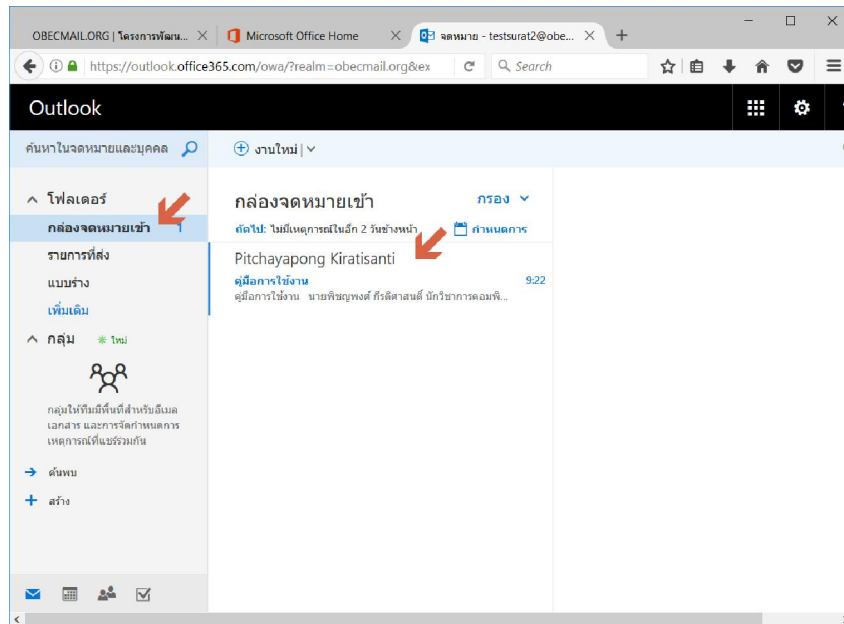 OBECMAIL.ORG | โครงการพัฒน...
Microsoft Office Home
จดหมาย - testsurat2@obe...
https://outlook.office365.com/owa/?realm=obecmail.org&ex
Search
Outlook
ค้นหาในจดหมายและบุคคล
งานใหม่ |
โฟลเดอร์
กล่องจดหมายเข้า 1
รายการที่ส่ง
แบบร่าง
เพิ่มเติม
กลุ่ม ใหม่
กลุ่มให้ทีมมีพื้นที่สำหรับอีเมล
เอกสาร และการจัดกำหนดการ
เหตุการณ์ที่แชร์ร่วมกัน
ค้นพบ
สร้าง
กล่องจดหมายเข้า กรอง
ถัดไป: ไม่มีเหตุการณ์ในอีก 2 วันข้างหน้า กำหนดการ
Pitchayapong Kiratisanti
คู่มือการใช้งาน 9:22
คู่มือการใช้งาน นายพิชญพงศ์ กีรติศาสนติ์ นักวิชาการคอมพิ...